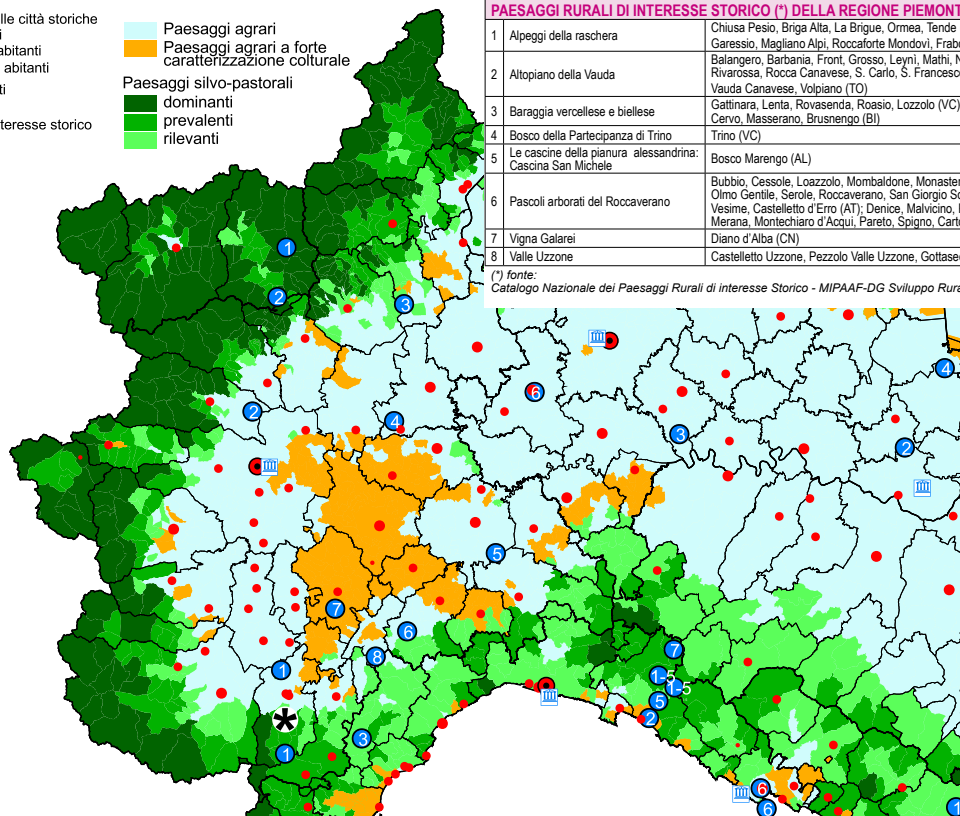 lle città storiche
i
abitanti
abitanti
ti
teresse storico
Paesaggi agrari
Paesaggi agrari a forte
caratterizzazione colturale
Paesaggi silvo-pastorali
dominanti
prevalenti
rilevanti
PAESAGGI RURALI DI INTERESSE STORICO (*) DELLA REGIONE PIEMONT
1 Alpeggi della raschera
Chiusa Pesio, Briga Alta, La Brigue, Ormea, Tende
Garessio, Magliano Alpi, Roccaforte Mondovì, Frabo
2 Altopiano della Vauda
Balangero, Barbania, Front, Grosso, Leynì, Mathi, N
Rivarossa, Rocca Canavese, S. Carlo, S. Francesc
Vauda Canavese, Volpiano (TO)
3 Baraggia vercellese e biellese
Gattinara, Lenta, Rovasenda, Roasio, Lozzolo (VC)
Cervo, Masserano, Brusnengo (BI)
4 Bosco della Partecipanza di Trino
Trino (VC)
5 Le cascine della pianura alessandrina:
Cascina San Michele
Bosco Marengo (AL)
6 Pascoli arborati del Roccaverano
Bubbio, Cessole, Loazzolo, Mombaldone, Monaster
Olmo Gentile, Serole, Roccaverano, San Giorgio Sc
Vesime, Castelletto d'Erro (AT); Denice, Malvicino,
Merana, Montechiaro d'Acqui, Pareto, Spigno, Carto
7 Vigna Galarei
Diano d'Alba (CN)
8 Valle Uzzone
Castelletto Uzzone, Pezzolo Valle Uzzone, Gottase
(*) fonte:
Catalogo Nazionale dei Paesaggi Rurali di interesse Storico - MIPAAF-DG Sviluppo Rura
1
2
3
4
6
2
4
3
2
5
7
6
8
1
7
1-5
1-5
5
2
*
3
1
6
6
1